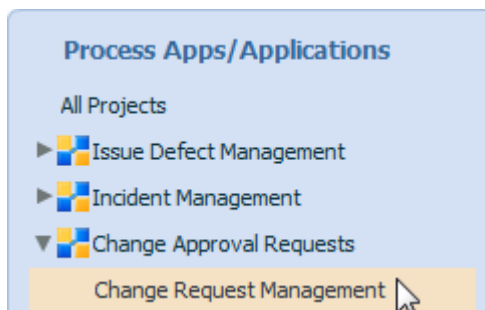 Process Apps/Applications
All Projects
Issue Defect Management
Incident Management
Change Approval Requests
Change Request Management